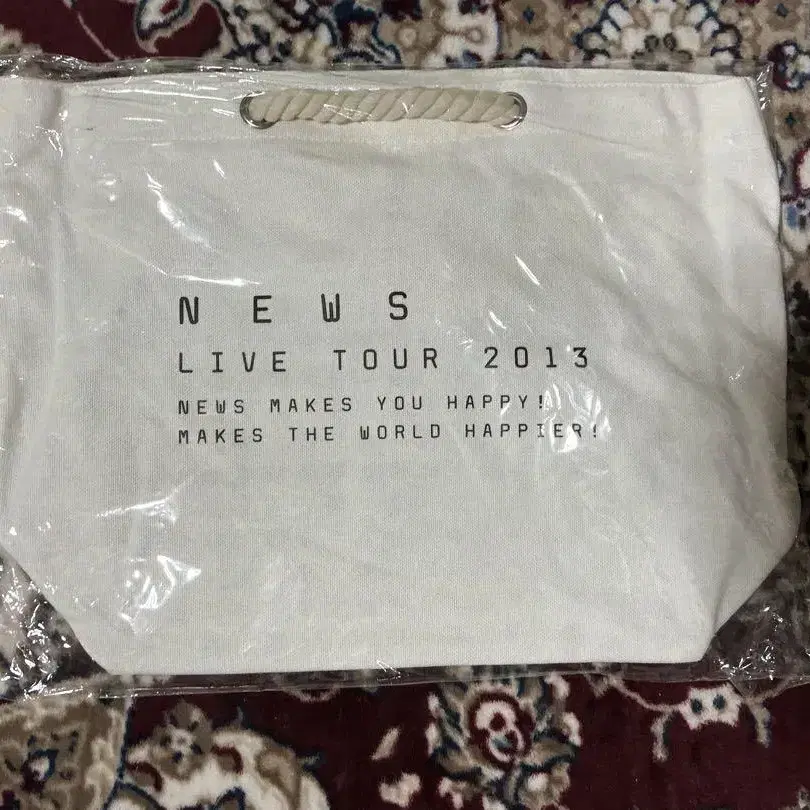 NEWS
LIVE TOUR 2013
NEWS MAKES YOU HAPPY!
MAKES THE WORLD HAPPIER!